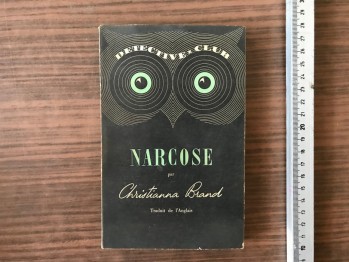 DETECTIVE-CLUB
NARCOSE
par
Christianna Brand
Traduit de l'Anglais